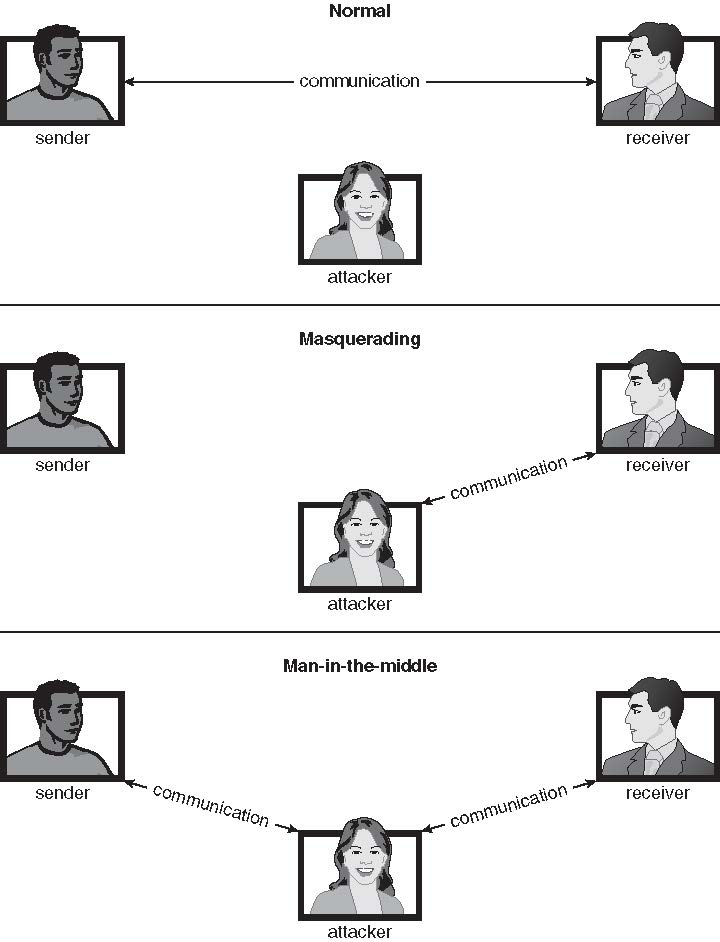 Normal
communication
sender
receiver
attacker
Masquerading
sender
communication
receiver
attacker
Man-in-the-middle
sender
communication
communication
receiver
attacker